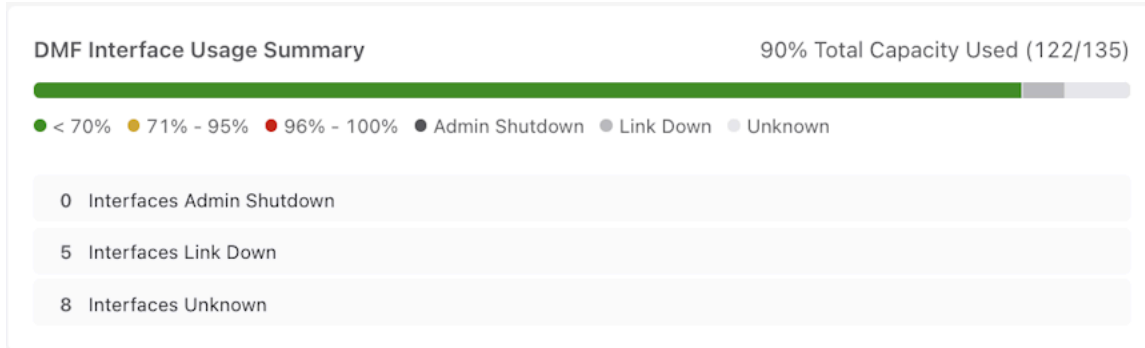 DMF Interface Usage Summary 90% Total Capacity Used (122/135)
< 70% 71% - 95% 96% - 100% Admin Shutdown Link Down Unknown
0 Interfaces Admin Shutdown
5 Interfaces Link Down
8 Interfaces Unknown